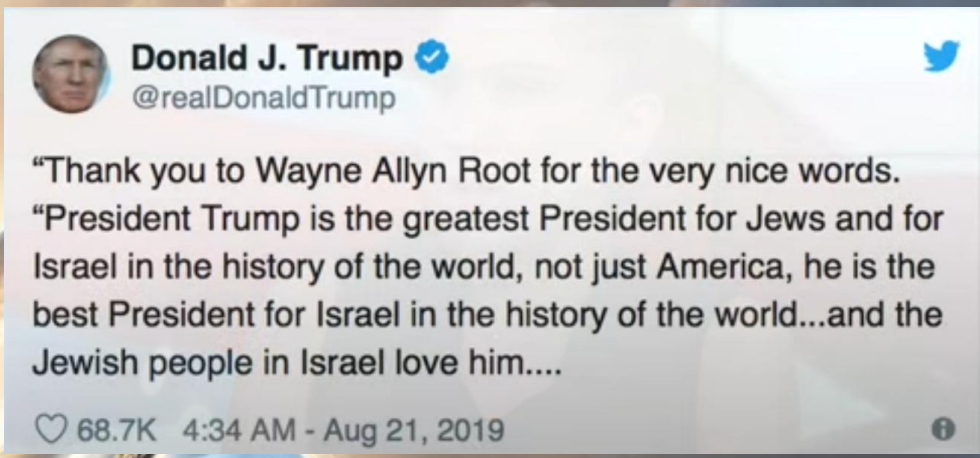 Donald J. Trump
@realDonaldTrump
“Thank you to Wayne Allyn Root for the very nice words.
“President Trump is the greatest President for Jews and for
Israel in the history of the world, not just America, he is the
best President for Israel in the history of the world...and the
Jewish people in Israel love him....
68.7K 4:34 AM - Aug 21, 2019